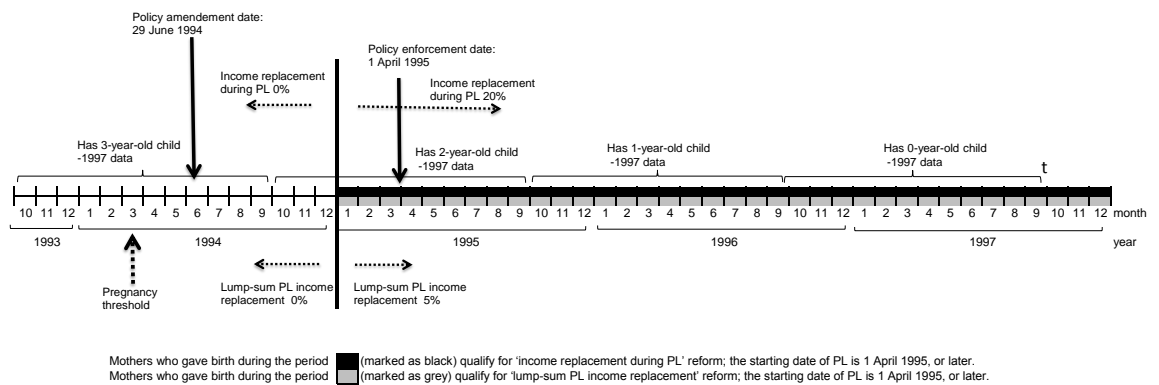 Policy amendment date:
29 June 1994
Policy enforcement date:
1 April 1995
Income replacement
during PL 0%
Income replacement
during PL 20%
Has 3-year-old child
-1997 data
Has 2-year-old child
-1997 data
Has 1-year-old child
-1997 data
Has 0-year-old child
-1997 data
t
10 11 12 1 2 3 4 5 6 7 8 9 10 11 12 1 2 3 4 5 6 7 8 9 10 11 12 1 2 3 4 5 6 7 8 9 10 11 12 1 2 3 4 5 6 7 8 9 10 11 12 month
1993 1994 1995 1996 1997 year
Pregnancy
threshold
Lump-sum PL income
replacement 0%
Lump-sum PL income
replacement 5%
Mothers who gave birth during the period (marked as black) qualify for 'income replacement during PL' reform; the starting date of PL is 1 April 1995, or later.
Mothers who gave birth during the period (marked as grey) qualify for 'lump-sum PL income replacement' reform; the starting date of PL is 1 April 1995, or later.